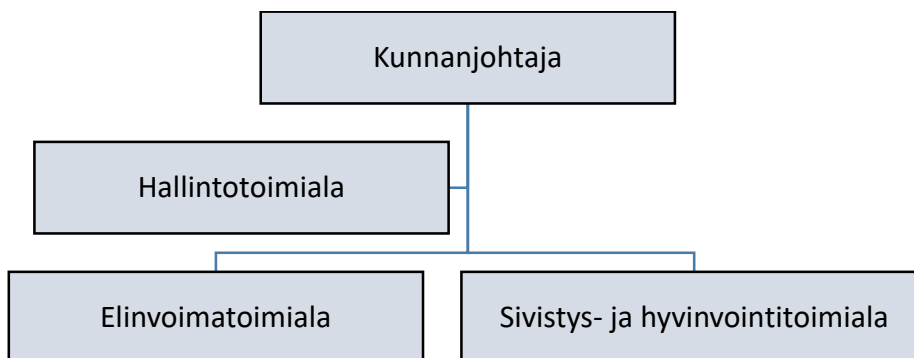 Kunnanjohtaja
Hallintotoimiala
Elinvoimatoimiala
Sivistys- ja hyvinvointitoimiala